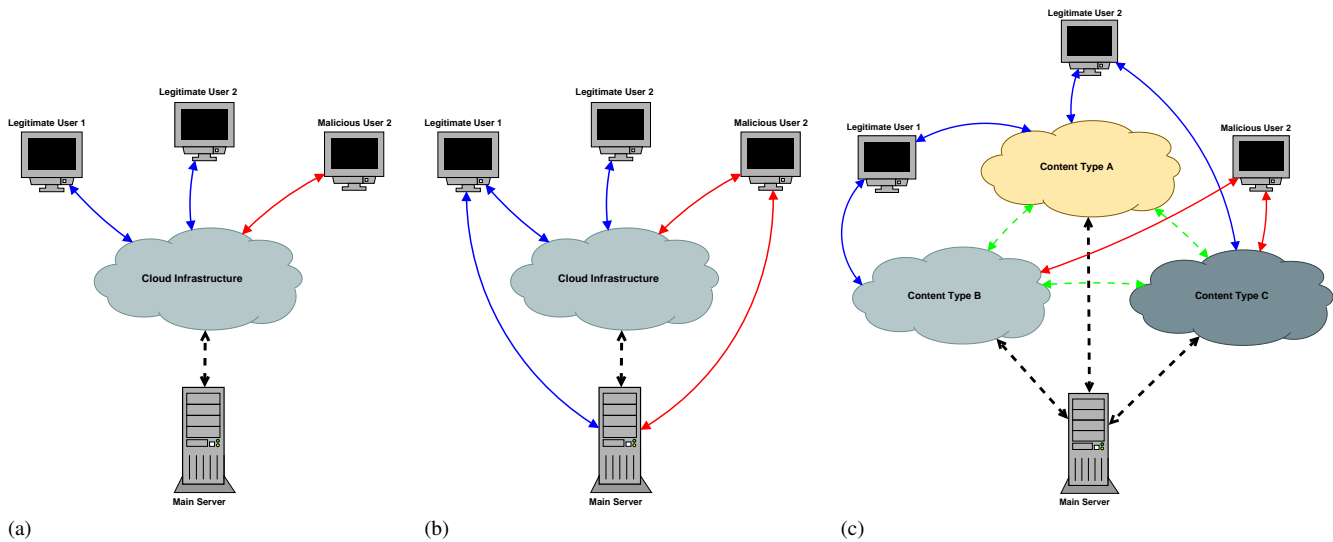 Legitimate User 1
Legitimate User 2
Malicious User 2
Cloud Infrastructure
Main Server
(a)
Legitimate User 1
Legitimate User 2
Malicious User 2
Cloud Infrastructure
Main Server
(b)
Legitimate User 2
Legitimate User 1
Malicious User 2
Content Type A
Content Type B
Content Type C
Main Server
(c)